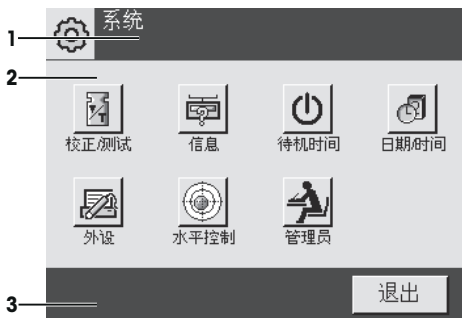 系统
1
2
校正/测试 信息 待机时间 日期/时间
外设 水平控制 管理员
3
退出